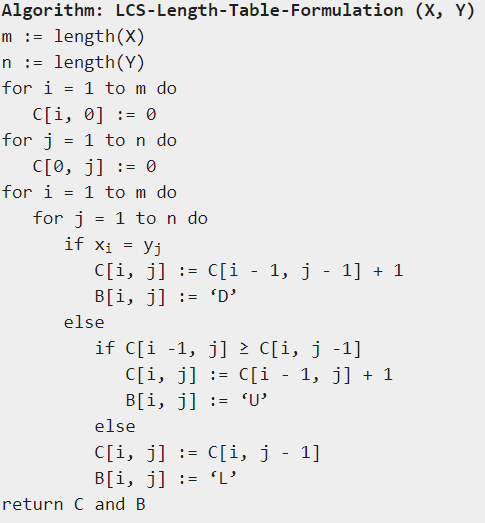 Algorithm: LCS-Length-Table-Formulation (X, Y)
m := length(X)
n := length(Y)
for i = 1 to m do
   C[i, 0] := 0
for j = 1 to n do
   C[0, j] := 0
for i = 1 to m do
   for j = 1 to n do
      if xᵢ = yⱼ
         C[i, j] := C[i - 1, j - 1] + 1
         B[i, j] := ‘D’
      else
         if C[i -1, j] ≥ C[i, j -1]
            C[i, j] := C[i - 1, j] + 1
            B[i, j] := ‘U’
         else
         C[i, j] := C[i, j - 1]
         B[i, j] := ‘L’
return C and B